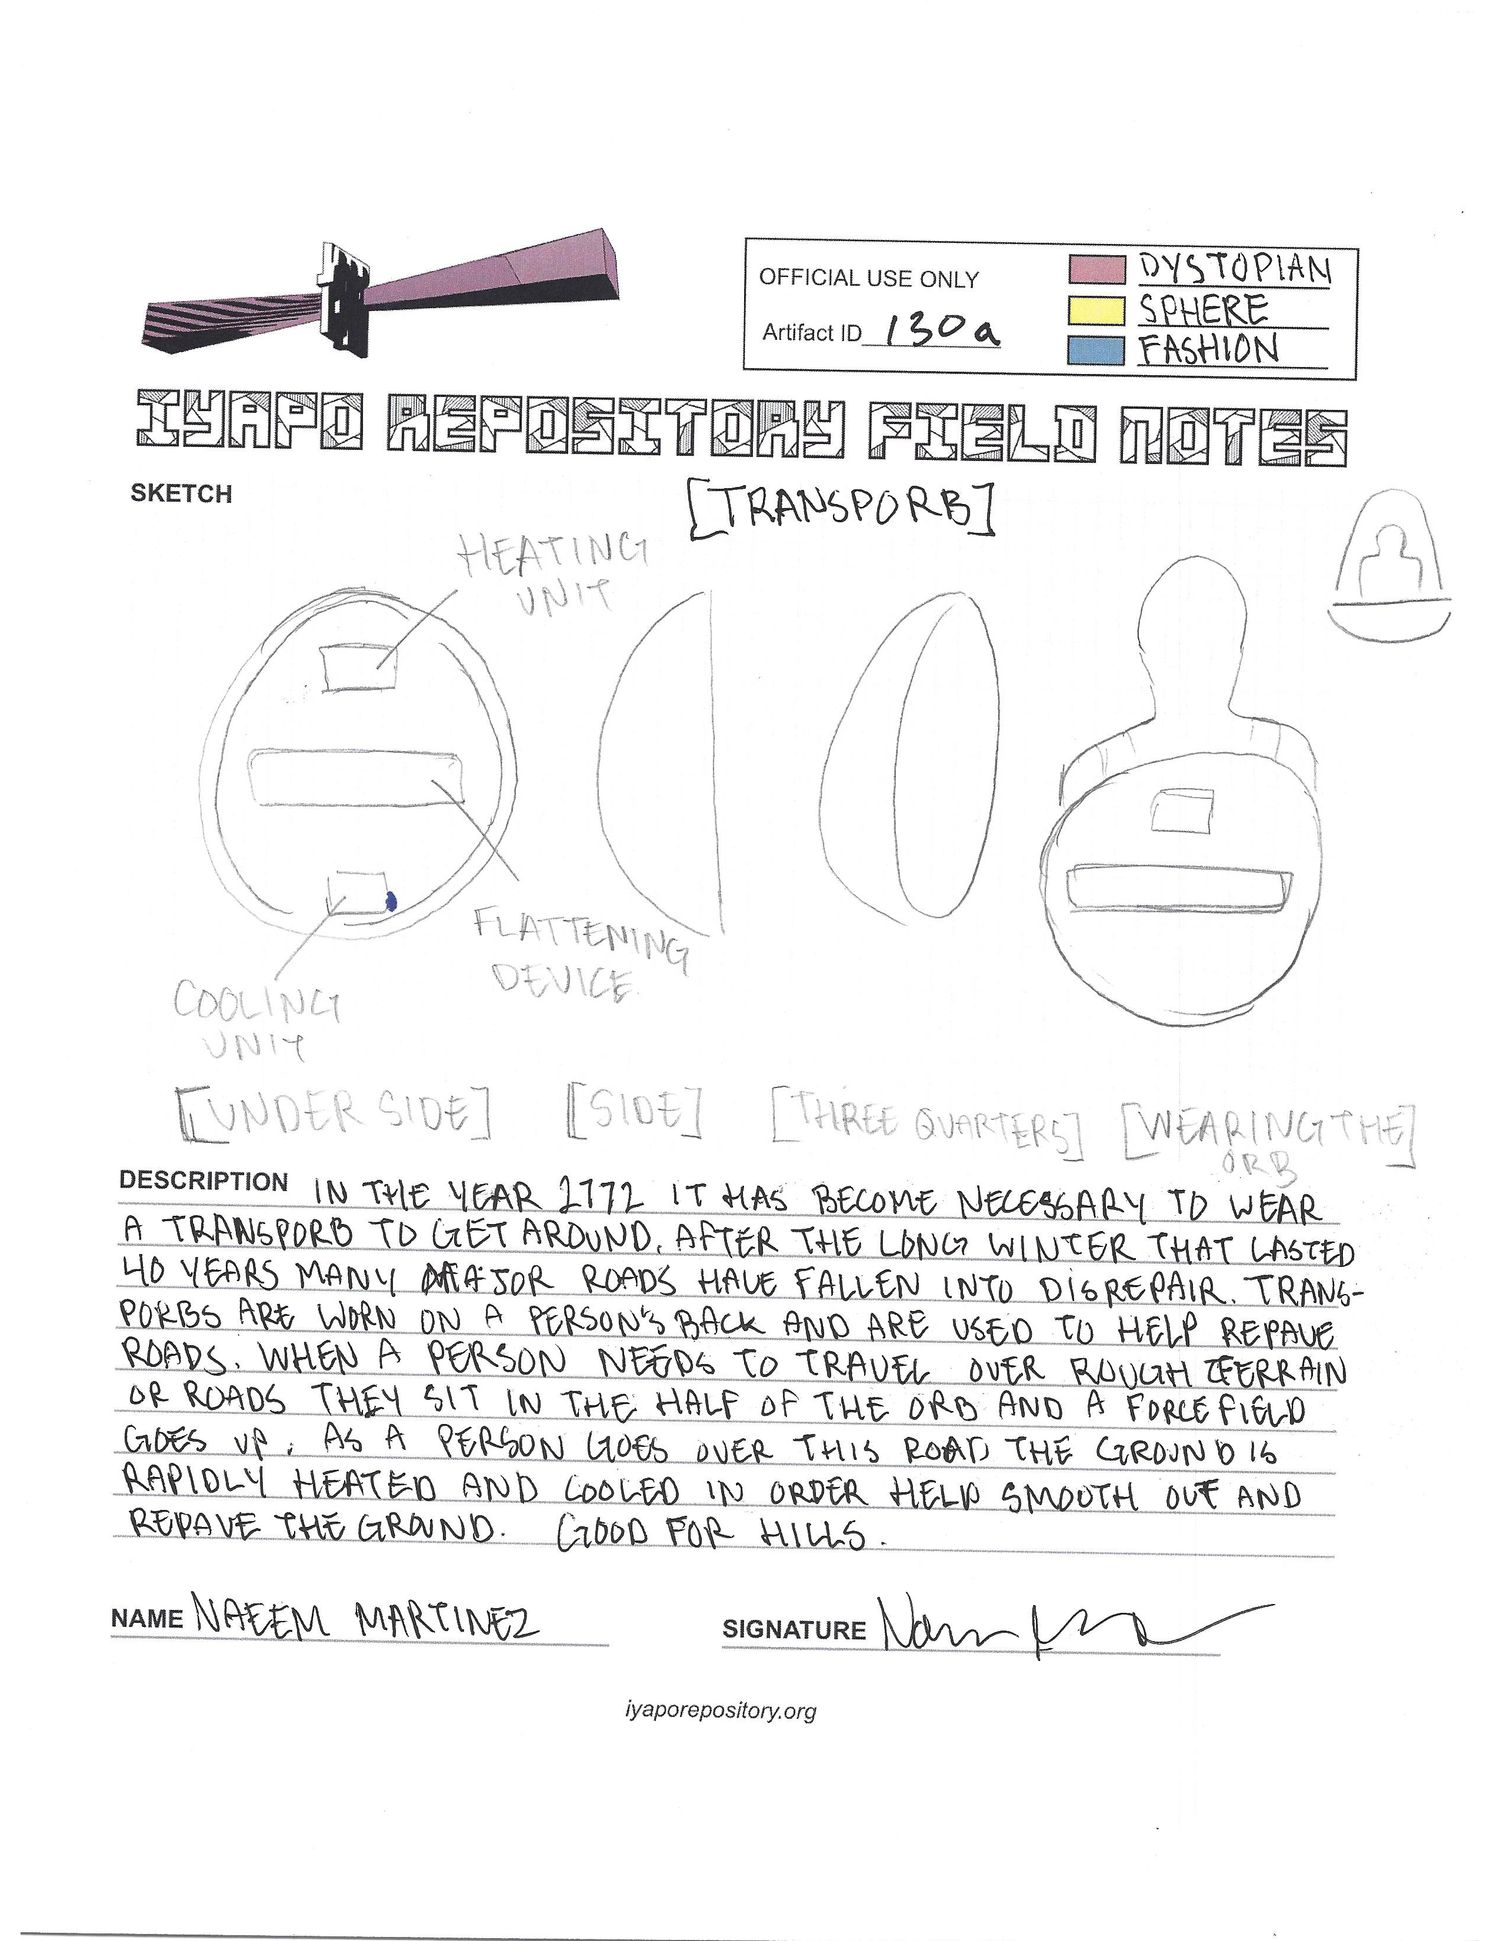 OFFICIAL USE ONLY
Artifact ID 130a
DYSTOPIAN
SPHERE
FASHION
IYAPO REPOSITORY FIELD NOTES
SKETCH
[TRANSPORB]
HEATING
UNIT
FLATTENING
DEVICE
COOLING
UNIT
[UNDER SIDE] [SIDE] [THREE QUARTERS] [WEARING THE]
ORB
DESCRIPTION IN THE YEAR 2772 IT HAS BECOME NECESSARY TO WEAR
A TRANSPORB TO GET AROUND. AFTER THE LONG WINTER THAT LASTED
40 YEARS MANY MAJOR ROADS HAVE FALLEN INTO DISREPAIR. TRANS-
PORBS ARE WORN ON A PERSON'S BACK AND ARE USED TO HELP REPAVE
ROADS. WHEN A PERSON NEEDS TO TRAVEL OVER ROUGH TERRAIN
OR ROADS THEY SIT IN THE HALF OF THE ORB AND A FORCE FIELD
GOES UP. AS A PERSON GOES OVER THIS ROAD THE GROUND IS
RAPIDLY HEATED AND COOLED IN ORDER HELP SMOOTH OUT AND
REPAVE THE GROUND. GOOD FOR HILLS.
NAME NAEEM MARTINEZ
SIGNATURE
iyaporepository.org